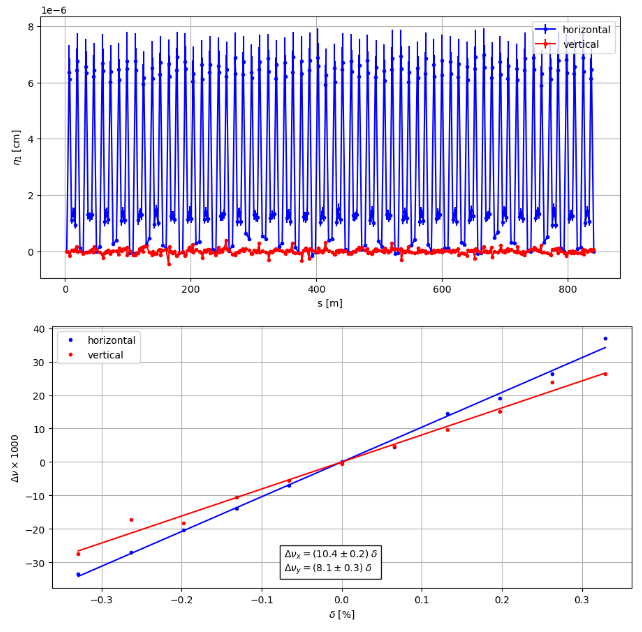 1e−6
8
6
4
2
0
η₁ [cm]
horizontal
vertical
0 200 400 600 800
s [m]
40
30
20
10
0
−10
−20
−30
Δν × 1000
horizontal
vertical
Δνₓ = (10.4 ± 0.2) δ
Δν_y = (8.1 ± 0.3) δ
−0.3 −0.2 −0.1 0.0 0.1 0.2 0.3
δ [%]